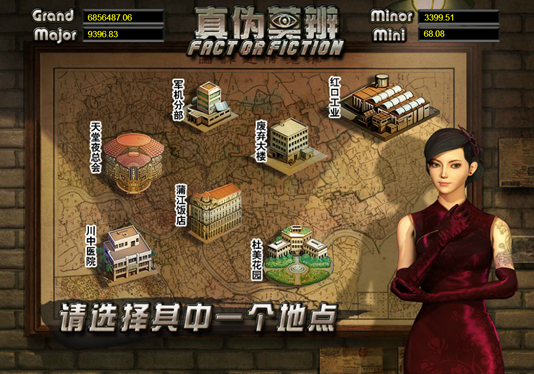 Grand 6856487.06
Major 9396.83
真伪莫辨
FACT OR FICTION
Minor 3399.51
Mini 68.08
军机分部
红口工业
天堂夜总会
废弃大楼
蒲江饭店
川中医院
杜美花园
请选择其中一个地点